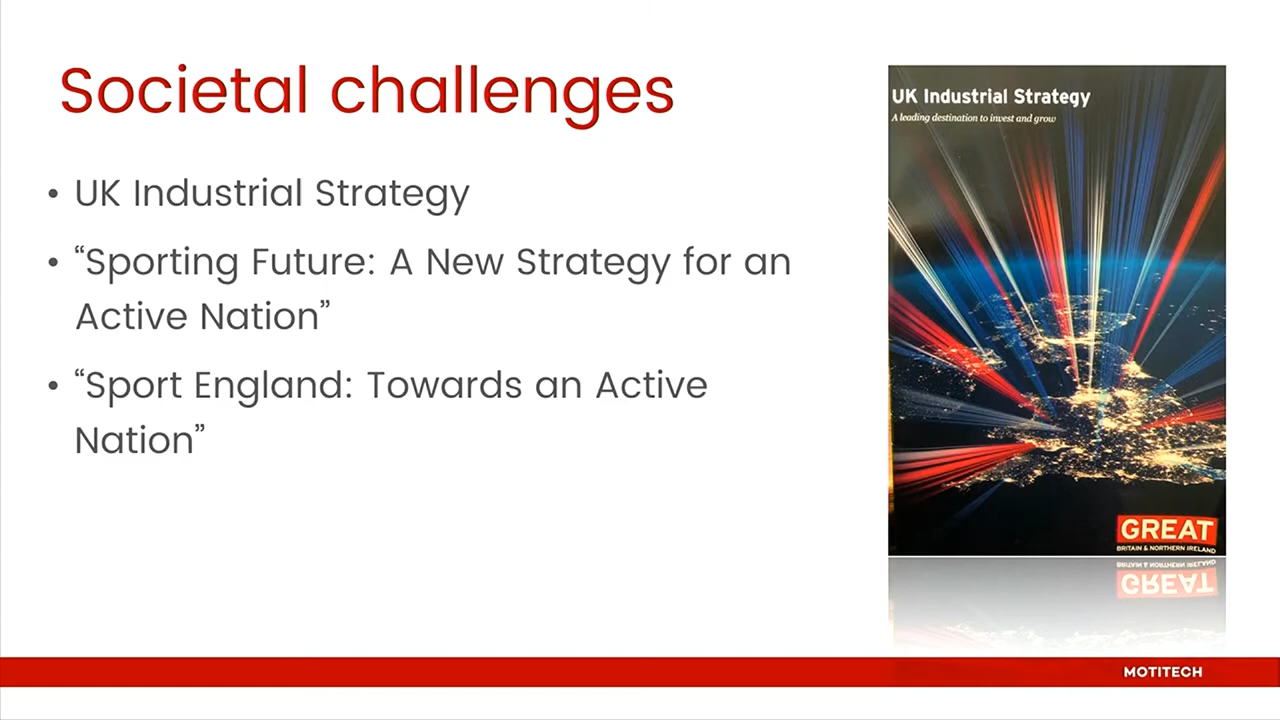 Societal challenges
• UK Industrial Strategy
• “Sporting Future: A New Strategy for an
Active Nation”
• “Sport England: Towards an Active
Nation”
UK Industrial Strategy
A leading destination to invest and grow
GREAT
BRITAIN & NORTHERN IRELAND
MOTITECH